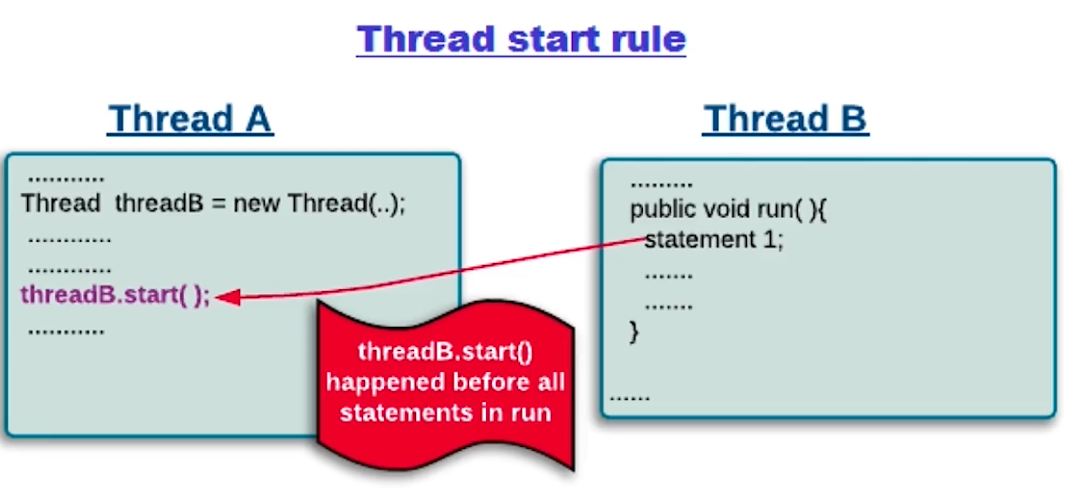 Thread start rule
Thread A
...........
Thread threadB = new Thread(..);
............
............
threadB.start( );
...........
Thread B
.........
public void run( ){
statement 1;
.......
.......
}
......
threadB.start()
happened before all
statements in run